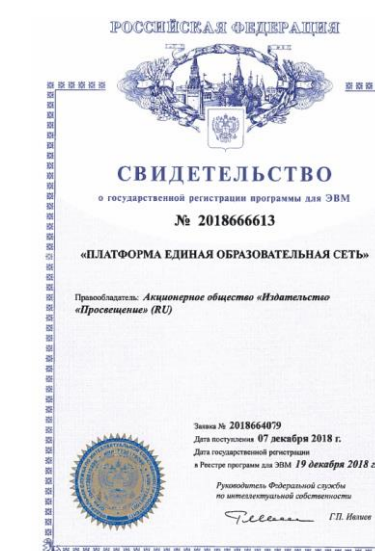 РОССИЙСКАЯ ФЕДЕРАЦИЯ
СВИДЕТЕЛЬСТВО
о государственной регистрации программы для ЭВМ
№ 2018666613
«ПЛАТФОРМА ЕДИНАЯ ОБРАЗОВАТЕЛЬНАЯ СЕТЬ»
Правообладатель: Акционерное общество «Издательство
«Просвещение» (RU)
Заявка № 2018664079
Дата поступления 07 декабря 2018 г.
Дата государственной регистрации
в Реестре программ для ЭВМ 19 декабря 2018 г
Руководитель Федеральной службы
по интеллектуальной собственности
Г.П. Ивлиев